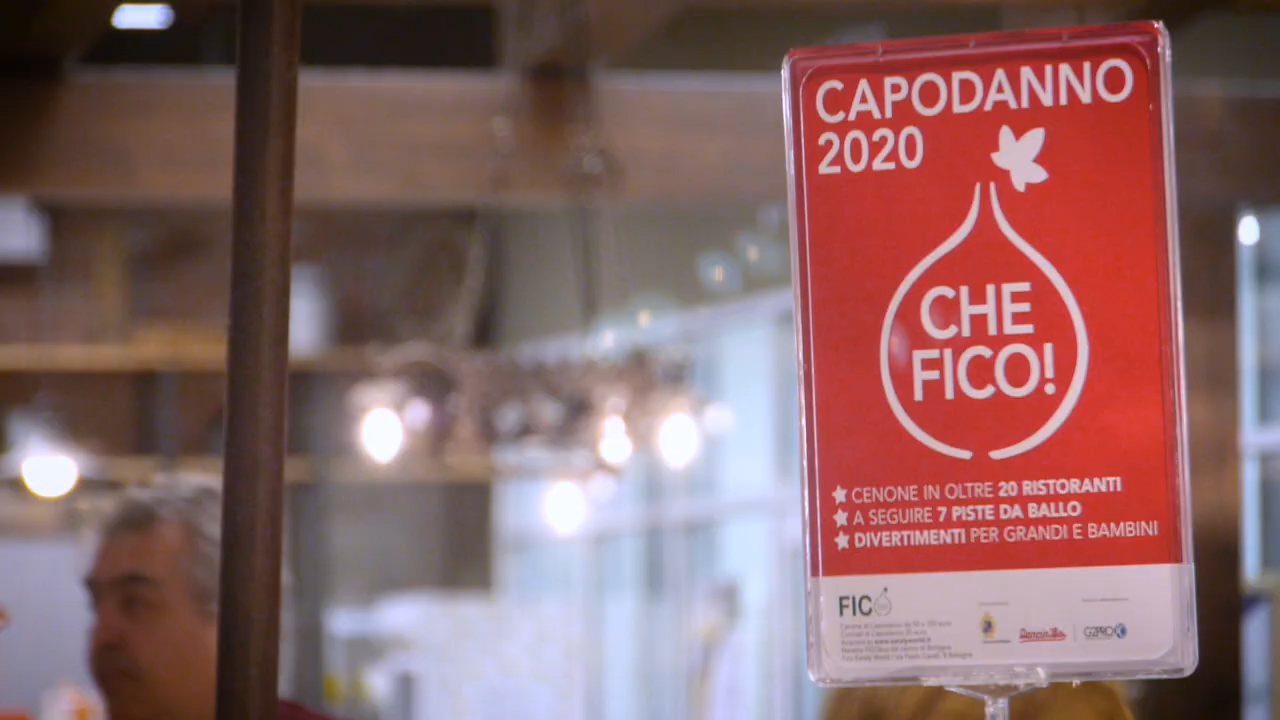 CAPODANNO
2020
CHE
FICO!
CENONE IN OLTRE 20 RISTORANTI
A SEGUIRE 7 PISTE DA BALLO
DIVERTIMENTI PER GRANDI E BAMBINI
FICO
G2PRO